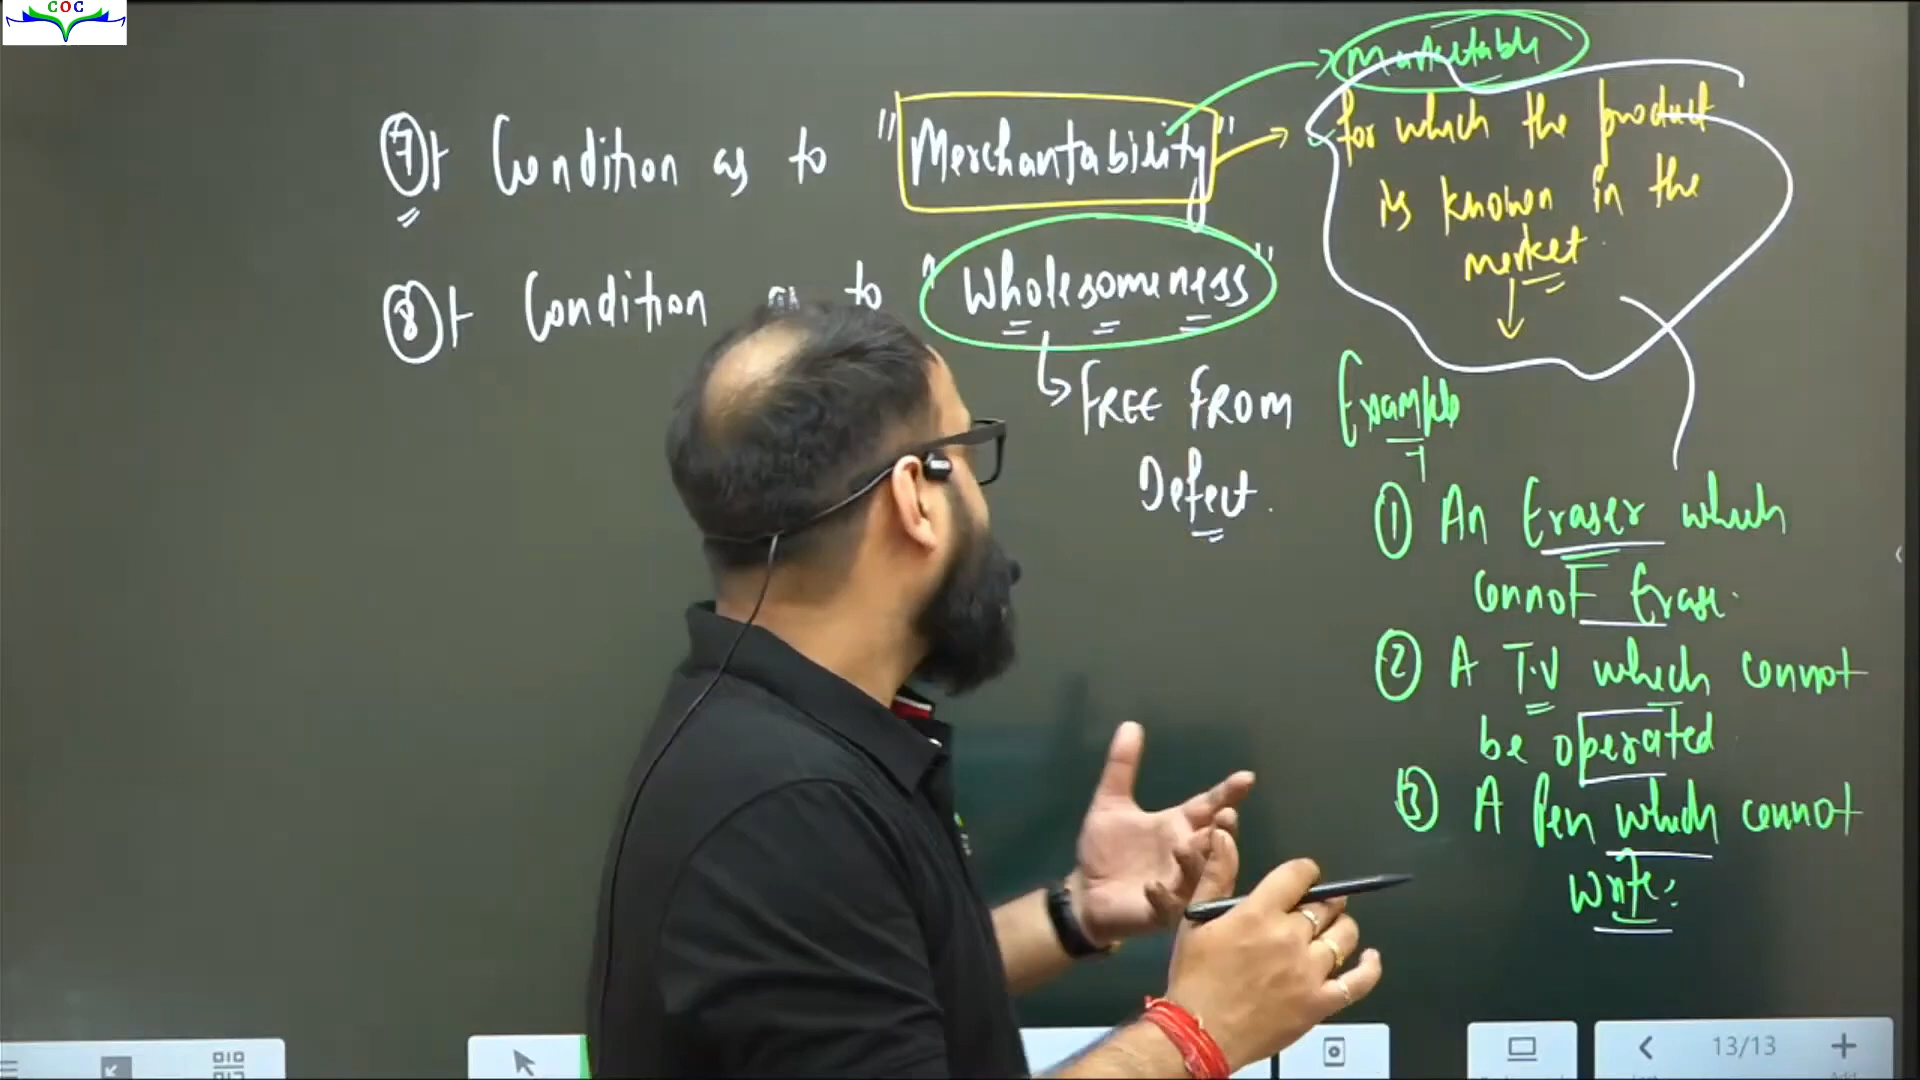 COC
Marketable
⑦ Condition as to "Merchantability"
for which the product
is known in the
market.
⑧ Condition as to "Wholesomeness"
FREE FROM
Defect.
Example
① An Eraser which
cannot Erase.
② A T.V which cannot
be operated
③ A Pen which cannot
write.
13/13